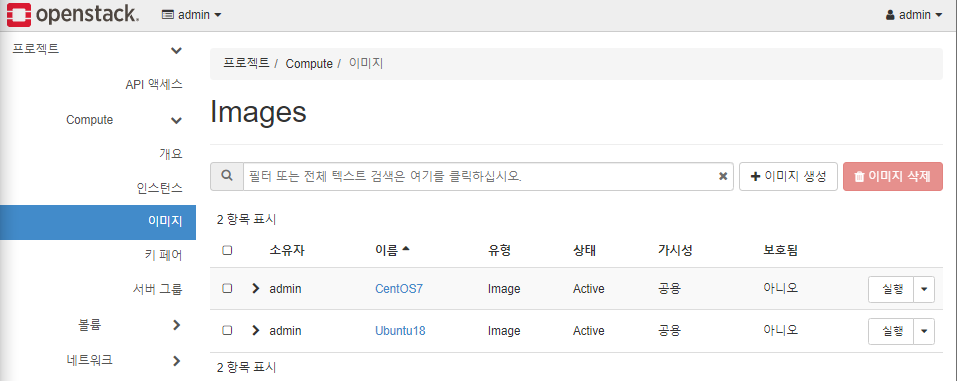 openstack. admin admin
프로젝트
프로젝트 / Compute / 이미지
API 액세스
Images
Compute
개요
필터 또는 전체 텍스트 검색은 여기를 클릭하십시오. 이미지 생성 이미지 삭제
인스턴스
이미지
2 항목 표시
소유자 이름 유형 상태 가시성 보호됨
키 페어
서버 그룹
admin CentOS7 Image Active 공용 아니오 실행
볼륨
admin Ubuntu18 Image Active 공용 아니오 실행
네트워크
2 항목 표시